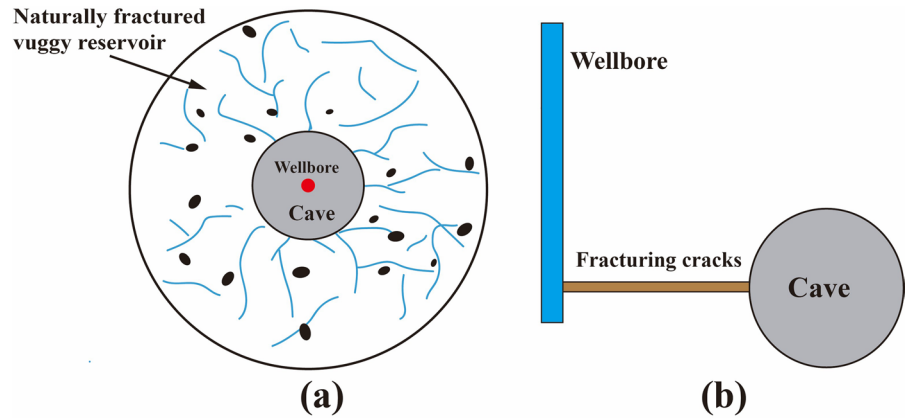 Naturally fractured
vuggy reservoir
Wellbore
Cave
(a)
Wellbore
Fracturing cracks
Cave
(b)